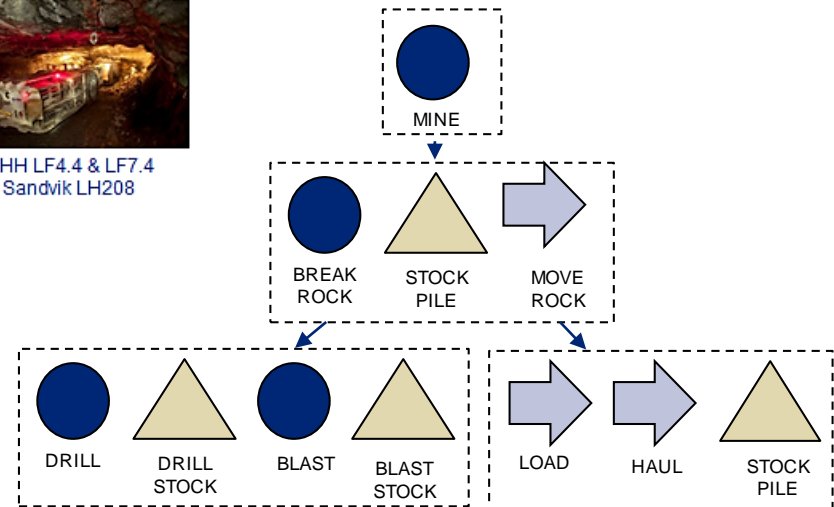 HH LF4.4 & LF7.4
Sandvik LH208
MINE
BREAK
ROCK
STOCK
PILE
MOVE
ROCK
DRILL
DRILL
STOCK
BLAST
BLAST
STOCK
LOAD
HAUL
STOCK
PILE